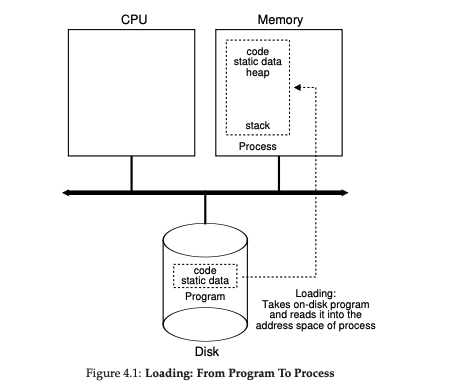 CPU
Memory
code
static data
heap
stack
Process
code
static data
Program
Loading:
Takes on-disk program
and reads it into the
address space of process
Disk
Figure 4.1: Loading: From Program To Process